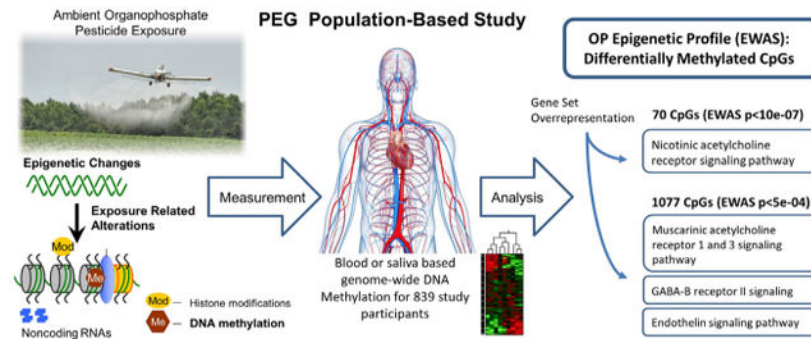 Ambient Organophosphate
Pesticide Exposure
Epigenetic Changes
Exposure Related
Alterations
Mod
Me
Noncoding RNAs
Mod
— Histone modifications
Me
— DNA methylation
PEG Population-Based Study
Measurement
Blood or saliva based
genome-wide DNA
Methylation for 839 study
participants
Analysis
OP Epigenetic Profile (EWAS):
Differentially Methylated CpGs
Gene Set
Overrepresentation
70 CpGs (EWAS p<10e-07)
Nicotinic acetylcholine
receptor signaling pathway
1077 CpGs (EWAS p<5e-04)
Muscarinic acetylcholine
receptor 1 and 3 signaling
pathway
GABA-B receptor II signaling
Endothelin signaling pathway